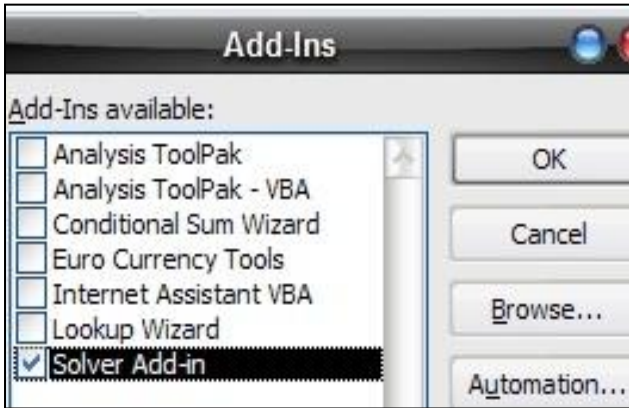 Add-Ins
Add-Ins available:
Analysis ToolPak
Analysis ToolPak - VBA
Conditional Sum Wizard
Euro Currency Tools
Internet Assistant VBA
Lookup Wizard
Solver Add-in
OK
Cancel
Browse...
Automation...